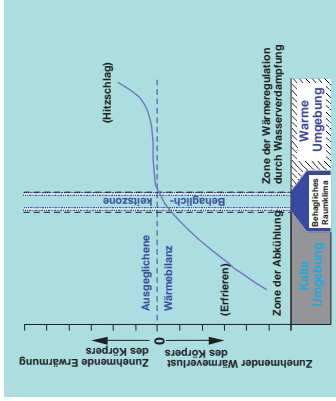 Zunehmende Erwärmung
des Körpers
0
Zunehmender Wärmeverlust
des Körpers
(Hitzschlag)
Ausgeglichene
Wärmebilanz
Behaglich-
keitszone
(Erfrieren)
Zone der Abkühlung
Zone der Wärmeregulation
durch Wasserverdämpfung
Kalte
Umgebung
Behagliches
Raumklima
Warme
Umgebung